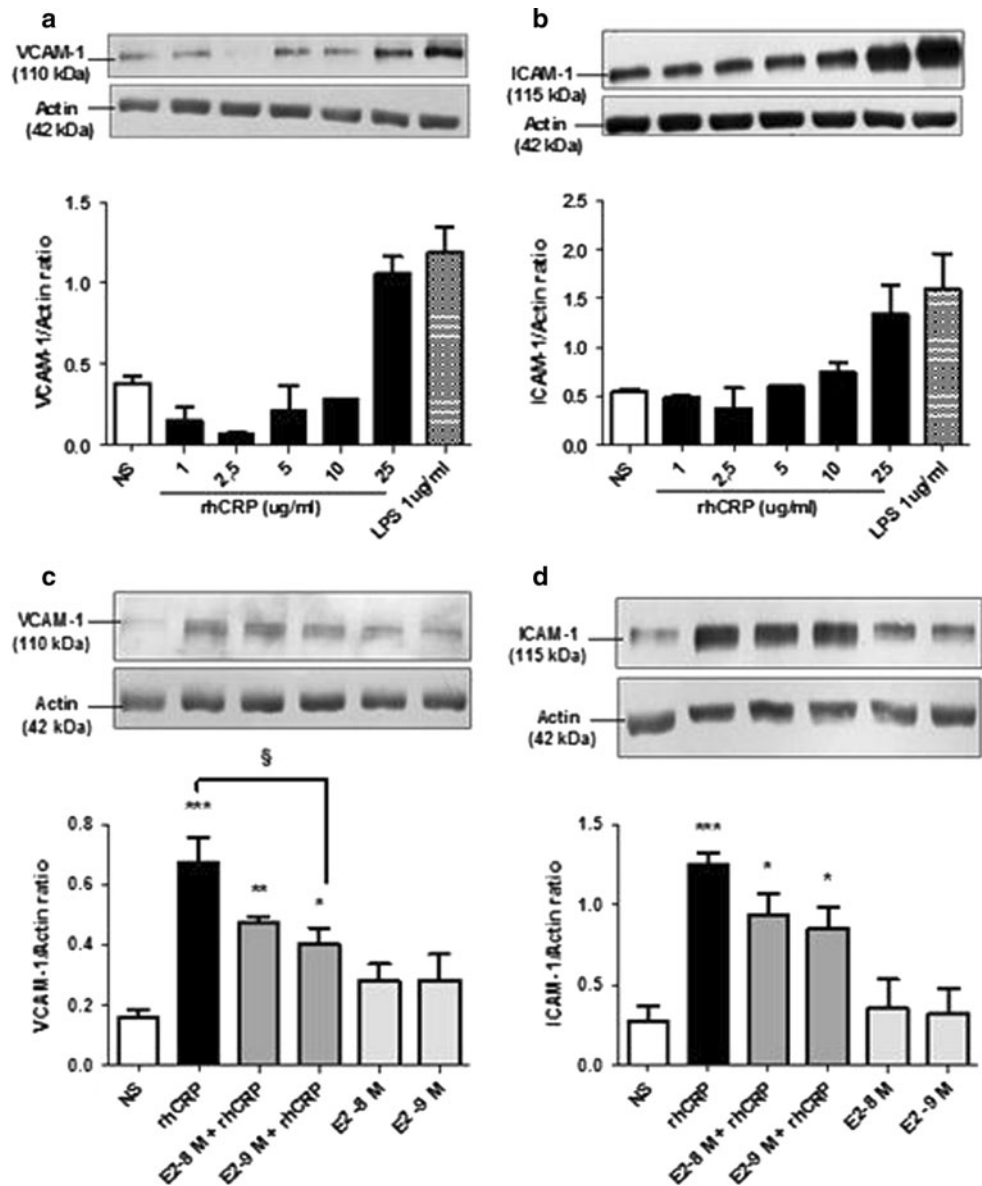 a
VCAM-1
(110 kDa)
Actin
(42 kDa)
VCAM-1/Actin ratio
1.5
1.0
0.5
0.0
NS
1
2,5
5
10
25
LPS 1ug/ml
rhCRP (ug/ml)
b
ICAM-1
(115 kDa)
Actin
(42 kDa)
ICAM-1/Actin ratio
2.5
2.0
1.5
1.0
0.5
0.0
NS
1
2,5
5
10
25
LPS 1ug/ml
rhCRP (ug/ml)
c
VCAM-1
(110 kDa)
Actin
(42 kDa)
§
***
**
*
VCAM-1/Actin ratio
0.8
0.6
0.4
0.2
0.0
NS
rhCRP
E2-8 M + rhCRP
E2-9 M + rhCRP
E2-8 M
E2-9 M
d
ICAM-1
(115 kDa)
Actin
(42 kDa)
***
*
*
ICAM-1/Actin ratio
1.5
1.0
0.5
0.0
NS
rhCRP
E2-8 M + rhCRP
E2-9 M + rhCRP
E2-8 M
E2-9 M